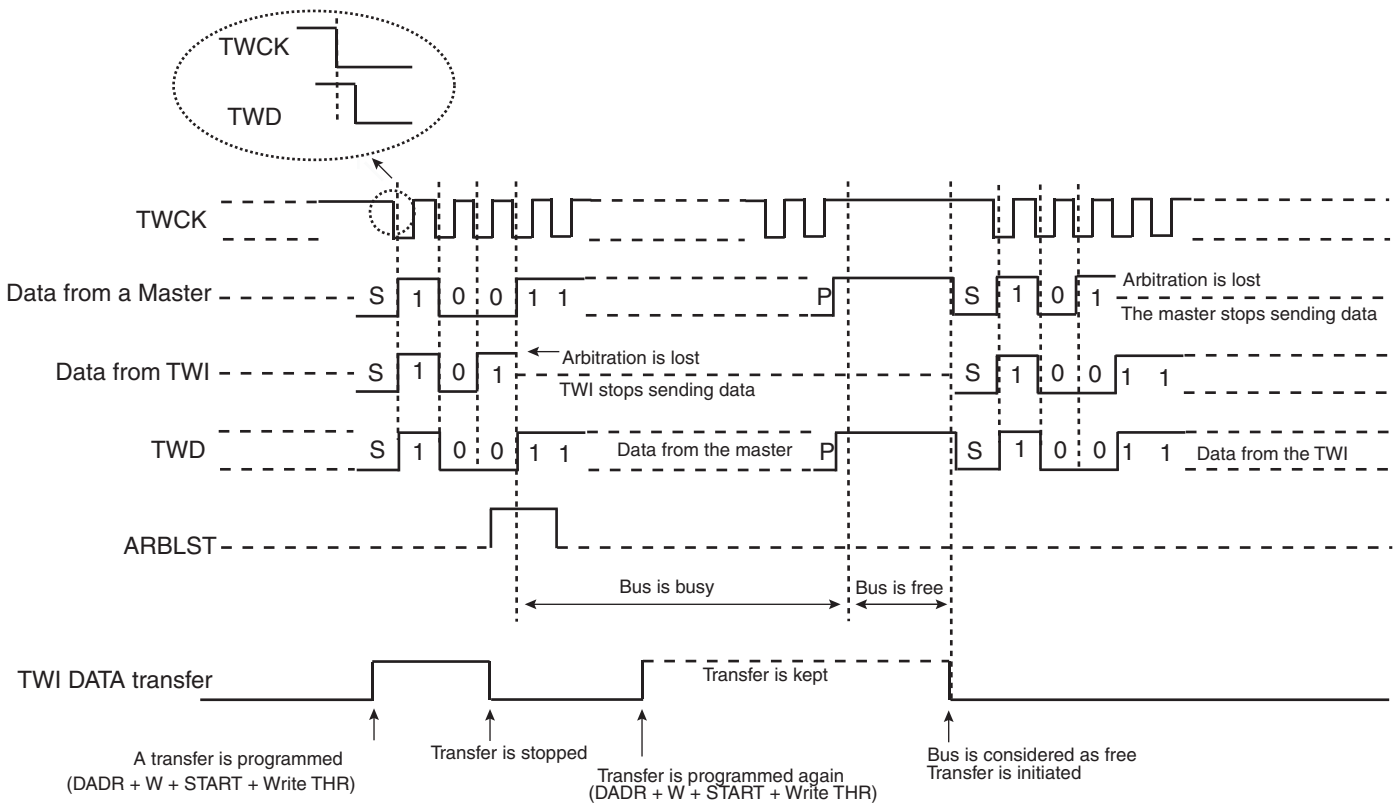 TWCK
TWD
TWCK
Data from a Master S 1 0 0 1 1 P S 1 0 1 Arbitration is lost
The master stops sending data
Data from TWI S 1 0 1 Arbitration is lost
TWI stops sending data S 1 0 0 1 1
TWD S 1 0 0 1 1 Data from the master P S 1 0 0 1 1 Data from the TWI
ARBLST
Bus is busy Bus is free
TWI DATA transfer Transfer is kept
A transfer is programmed
(DADR + W + START + Write THR)
Transfer is stopped
Transfer is programmed again
(DADR + W + START + Write THR)
Bus is considered as free
Transfer is initiated